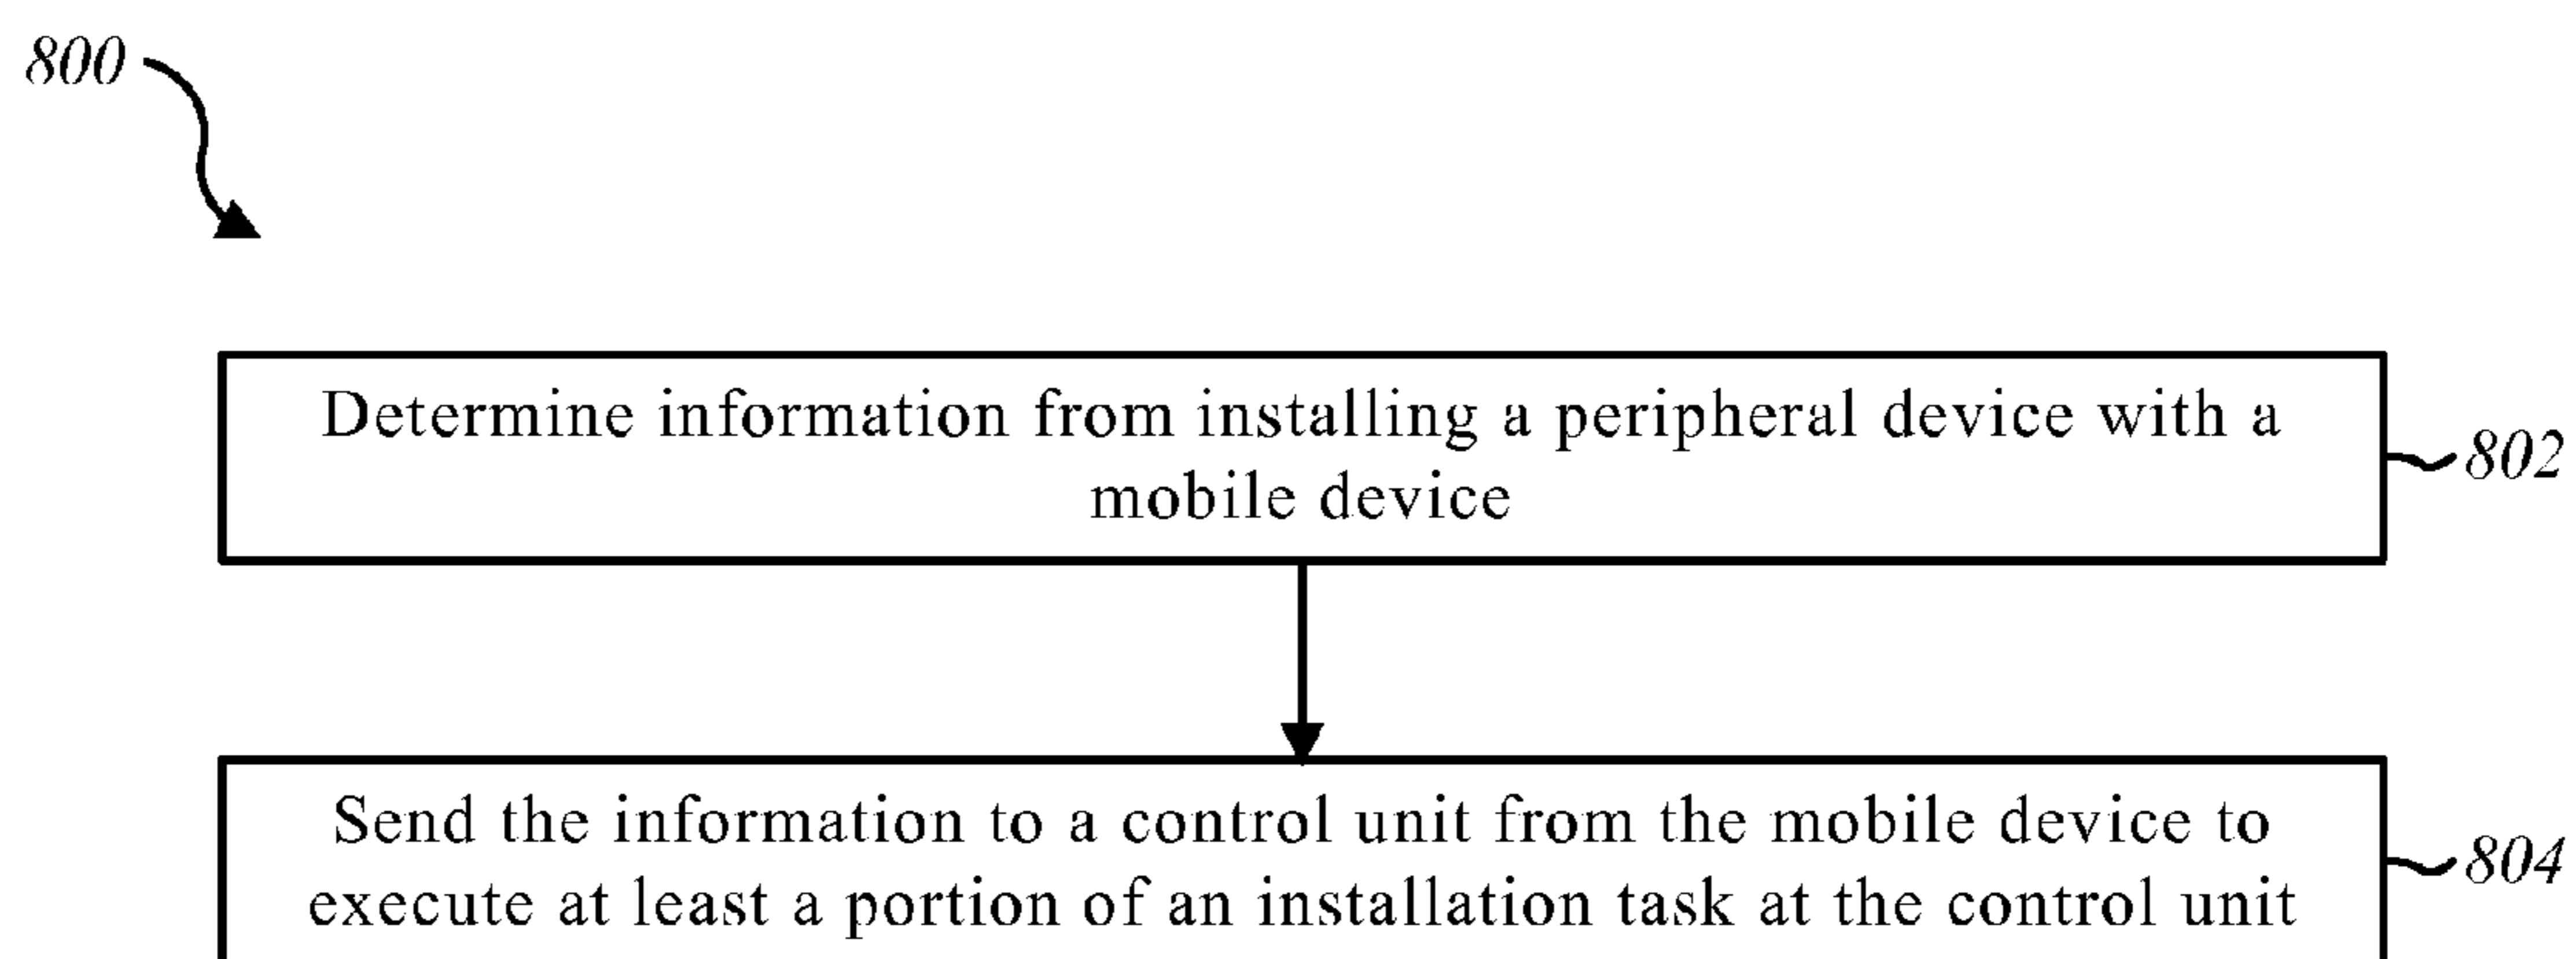 800
Determine information from installing a peripheral device with a
mobile device
802
Send the information to a control unit from the mobile device to
execute at least a portion of an installation task at the control unit
804